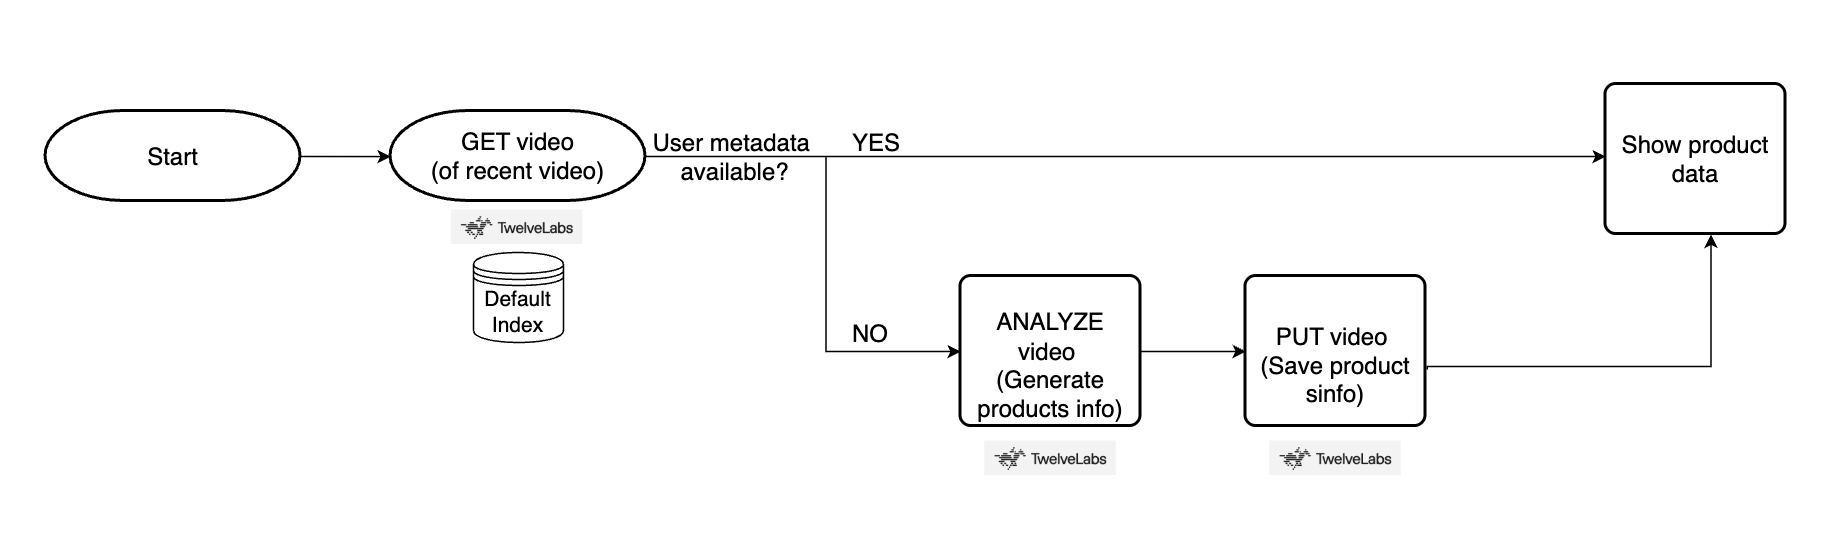 Start
GET video
(of recent video)
TwelveLabs
Default
Index
User metadata
available?
YES
NO
ANALYZE
video
(Generate
products info)
TwelveLabs
PUT video
(Save product
sinfo)
TwelveLabs
Show product
data